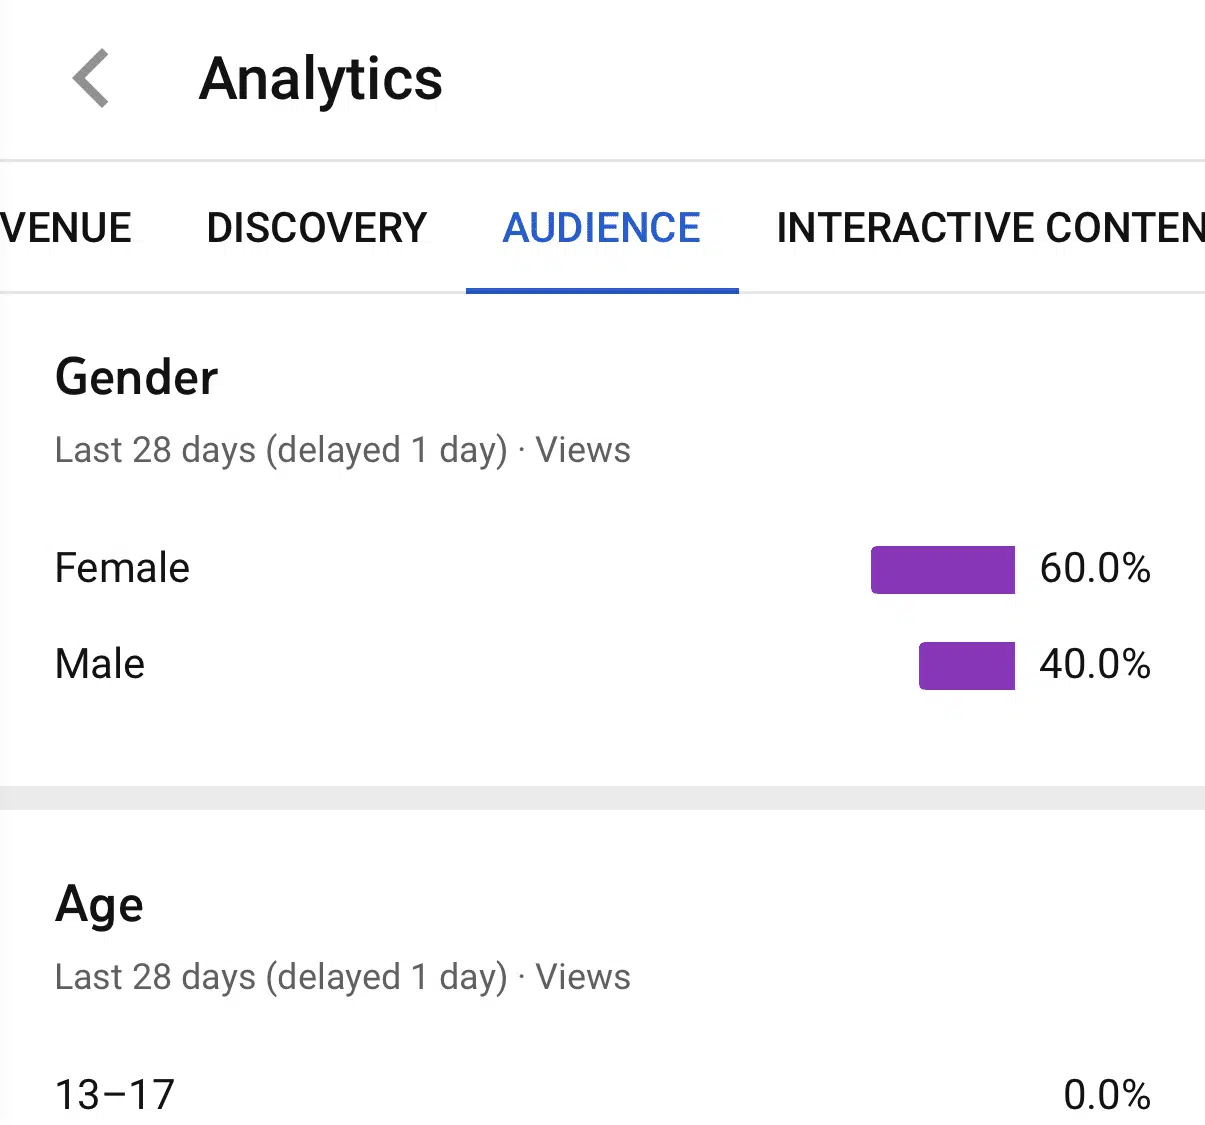 Analytics
VENUE DISCOVERY AUDIENCE INTERACTIVE CONTEN
Gender
Last 28 days (delayed 1 day) · Views
Female 60.0%
Male 40.0%
Age
Last 28 days (delayed 1 day) · Views
13–17 0.0%